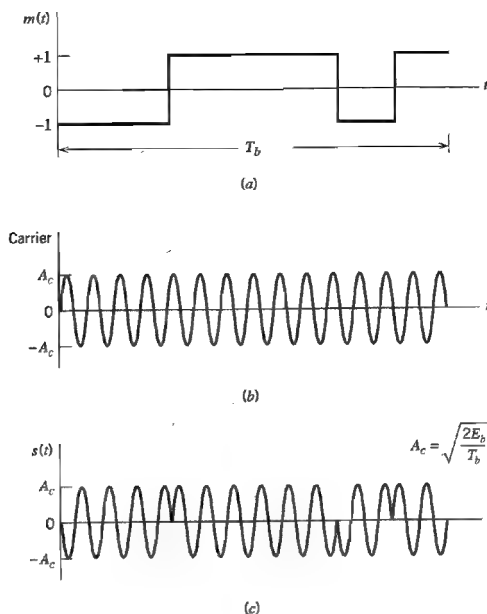 m(t)
+1
0
t
-1
T_b
(a)
Carrier
A_c
0
t
-A_c
(b)
s(t)
A_c = √(2E_b/T_b)
A_c
0
-A_c
(c)